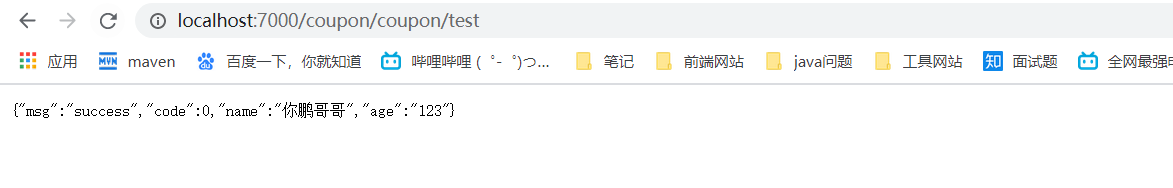 localhost:7000/coupon/coupon/test
应用 MVN maven 百度一下，你就知道 哔哩哔哩 ( ゜- ゜)つ... 笔记 前端网站 java问题 工具网站 知 面试题 全网最强
{"msg":"success","code":0,"name":"你鹏哥哥","age":"123"}